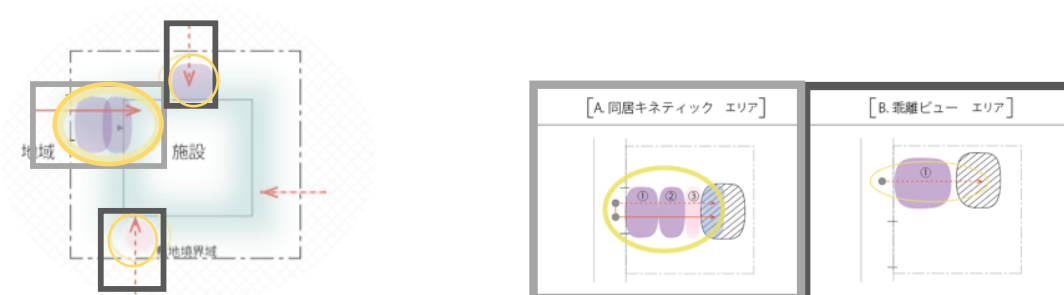 地域
施設
地境界域
[A. 同居キネティック エリア]
① ② ③
[B. 乖離ビュー エリア]
①